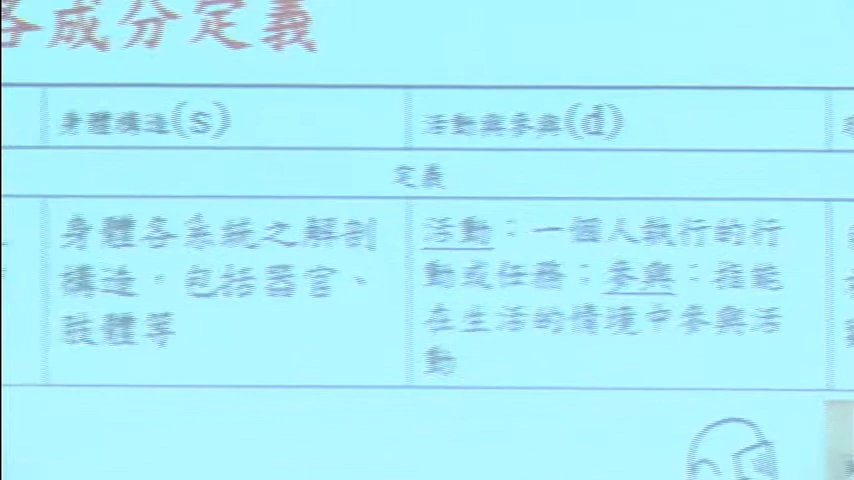 各成分定義
身體構造(s)
活動與參與(d)
定義
身體各系統之解剖
構造，包括器官、
肢體等
活動：一個人執行的行
動或任務；參與：指能
在生活的情境中參與活
動